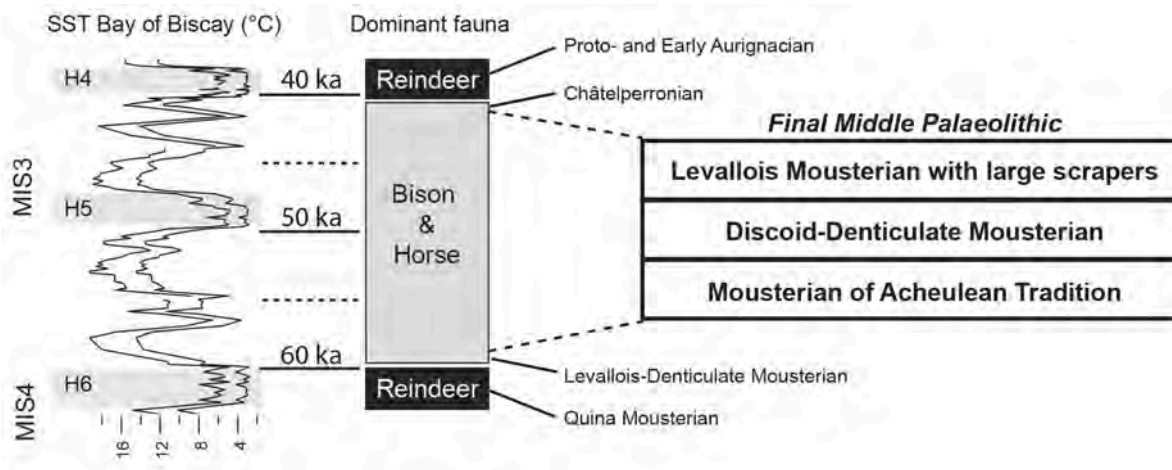 SST Bay of Biscay (°C)
Dominant fauna
MIS3
MIS4
H4
H5
H6
16
12
8
4
40 ka
50 ka
60 ka
Reindeer
Bison
&
Horse
Reindeer
Proto- and Early Aurignacian
Châtelperronian
Levallois-Denticulate Mousterian
Quina Mousterian
Final Middle Palaeolithic
Levallois Mousterian with large scrapers
Discoid-Denticulate Mousterian
Mousterian of Acheulean Tradition